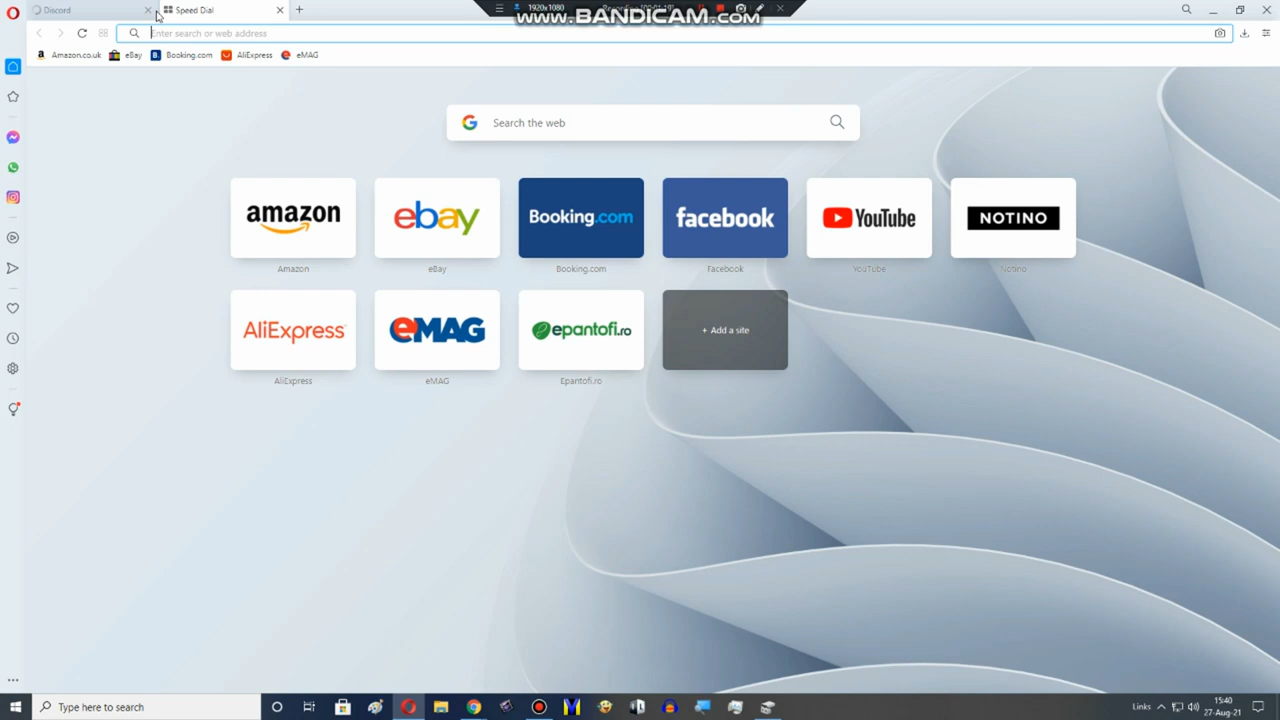 Discord
Speed Dial
1920x1080
www.BANDICAM.com
Enter search or web address
Amazon.co.uk
eBay
Booking.com
AliExpress
eMAG
Search the web
amazon
ebay
Booking.com
facebook
YouTube
NOTINO
Amazon
eBay
Booking.com
Facebook
YouTube
Notino
AliExpress
eMAG
epantofi.ro
+ Add a site
AliExpress
eMAG
Epantofi.ro
Type here to search
Links
15:40
27-Aug-21